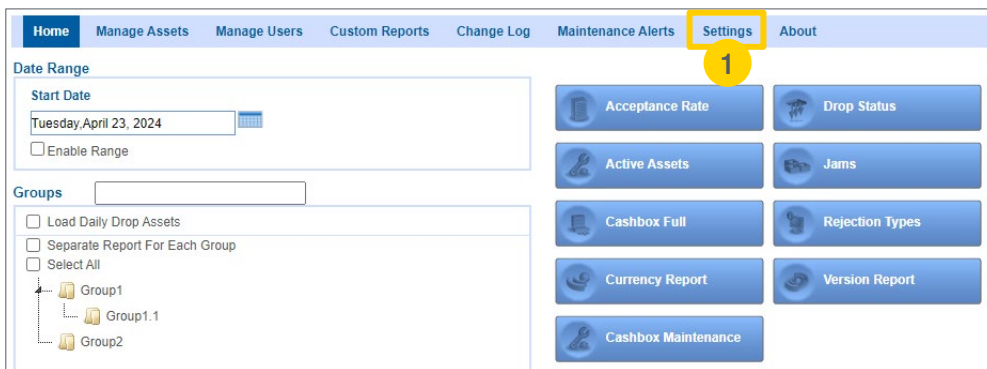 Home Manage Assets Manage Users Custom Reports Change Log Maintenance Alerts Settings About
1
Date Range
Start Date
Tuesday,April 23, 2024
Enable Range
Groups
Load Daily Drop Assets
Separate Report For Each Group
Select All
Group1
Group1.1
Group2
Acceptance Rate
Drop Status
Active Assets
Jams
Cashbox Full
Rejection Types
Currency Report
Version Report
Cashbox Maintenance